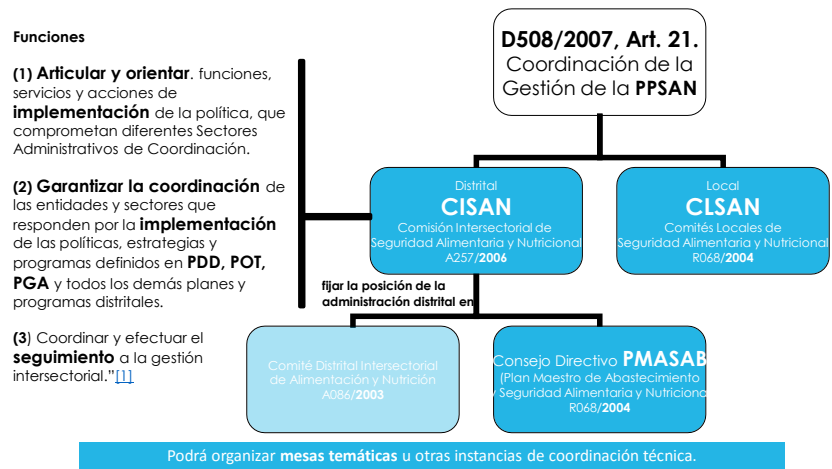 Funciones
(1) Articular y orientar. funciones,
servicios y acciones de
implementación de la política, que
comprometan diferentes Sectores
Administrativos de Coordinación.
(2) Garantizar la coordinación de
las entidades y sectores que
responden por la implementación
de las políticas, estrategias y
programas definidos en PDD, POT,
PGA y todos los demás planes y
programas distritales.
(3) Coordinar y efectuar el
seguimiento a la gestión
intersectorial."[1]
D508/2007, Art. 21.
Coordinación de la
Gestión de la PPSAN
Distrital
CISAN
Comisión Intersectorial de
Seguridad Alimentaria y Nutricional
A257/2006
Local
CLSAN
Comités Locales de
Seguridad Alimentaria y Nutricional
R068/2004
fijar la posición de la
administración distrital en
Comité Distrital Intersectorial
de Alimentación y Nutrición
A086/2003
Consejo Directivo PMASAB
(Plan Maestro de Abastecimiento
y Seguridad Alimentaria y Nutricional
R068/2004
Podrá organizar mesas temáticas u otras instancias de coordinación técnica.